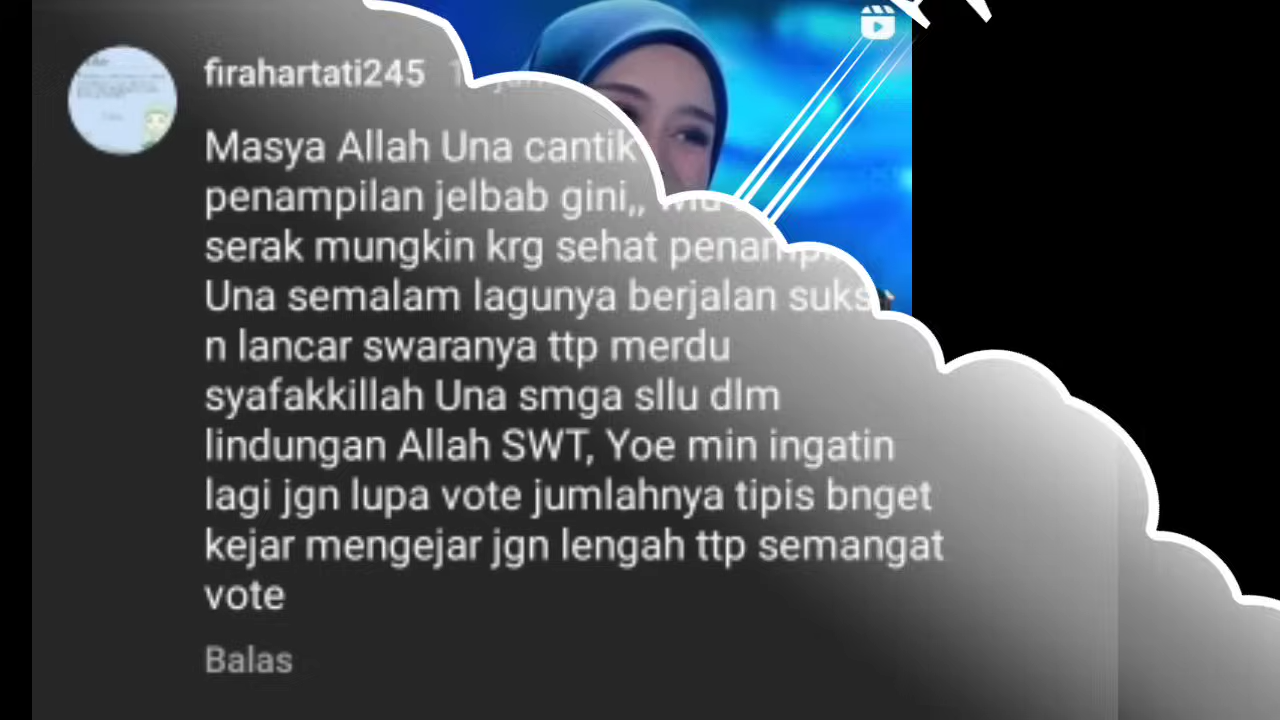 firahartati245
Masya Allah Una cantik
penampilan jelbab gini,,
serak mungkin krg sehat
Una semalam lagunya berjalan
n lancar swaranya ttp merdu
syafakkillah Una smga sllu dlm
lindungan Allah SWT, Yoe min ingatin
lagi jgn lupa vote jumlahnya tipis bnget
kejar mengejar jgn lengah ttp semangat
vote
Balas